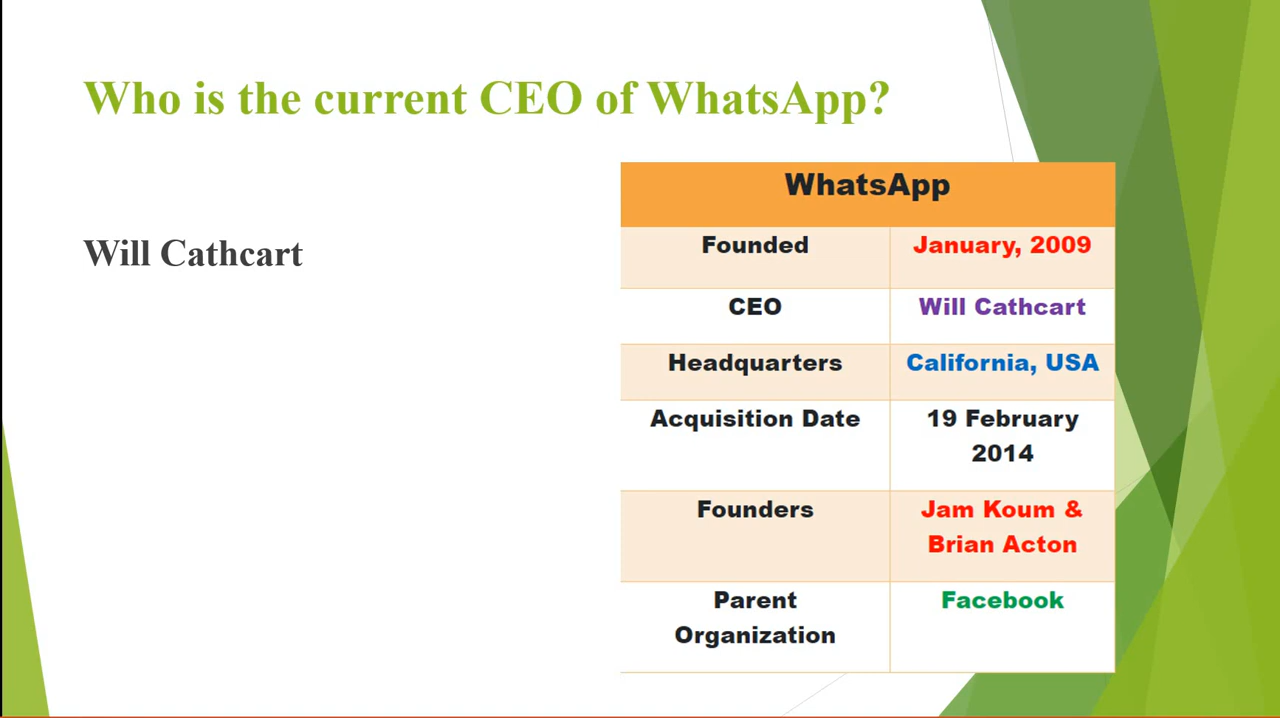 Who is the current CEO of WhatsApp?
Will Cathcart
WhatsApp
Founded January, 2009
CEO Will Cathcart
Headquarters California, USA
Acquisition Date 19 February
2014
Founders Jam Koum &
Brian Acton
Parent Facebook
Organization